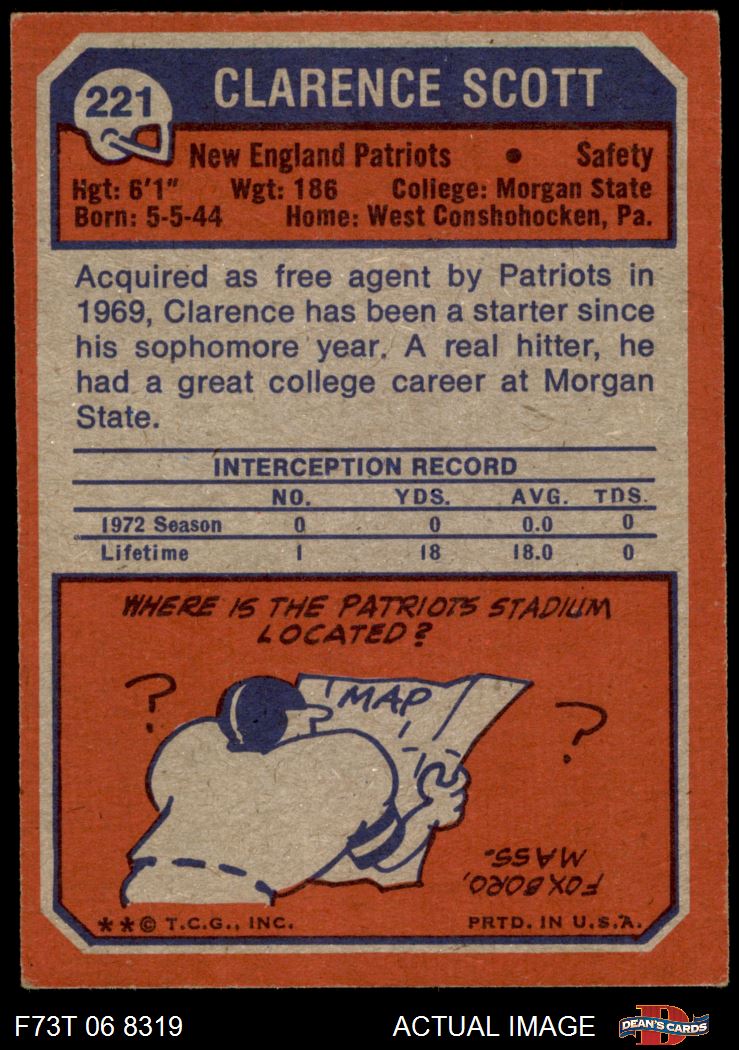 221
CLARENCE SCOTT
New England Patriots • Safety
Hgt: 6'1" Wgt: 186 College: Morgan State
Born: 5-5-44 Home: West Conshohocken, Pa.
Acquired as free agent by Patriots in
1969, Clarence has been a starter since
his sophomore year. A real hitter, he
had a great college career at Morgan
State.
INTERCEPTION RECORD
NO. YDS. AVG. TDS.
1972 Season 0 0 0.0 0
Lifetime 1 18 18.0 0
WHERE IS THE PATRIOTS STADIUM
LOCATED?
? MAP ?
FOXBORO,
MASS.
**© T.C.G., INC. PRTD. IN U.S.A.
F73T 06 8319 ACTUAL IMAGE
D
DEAN'S CARDS